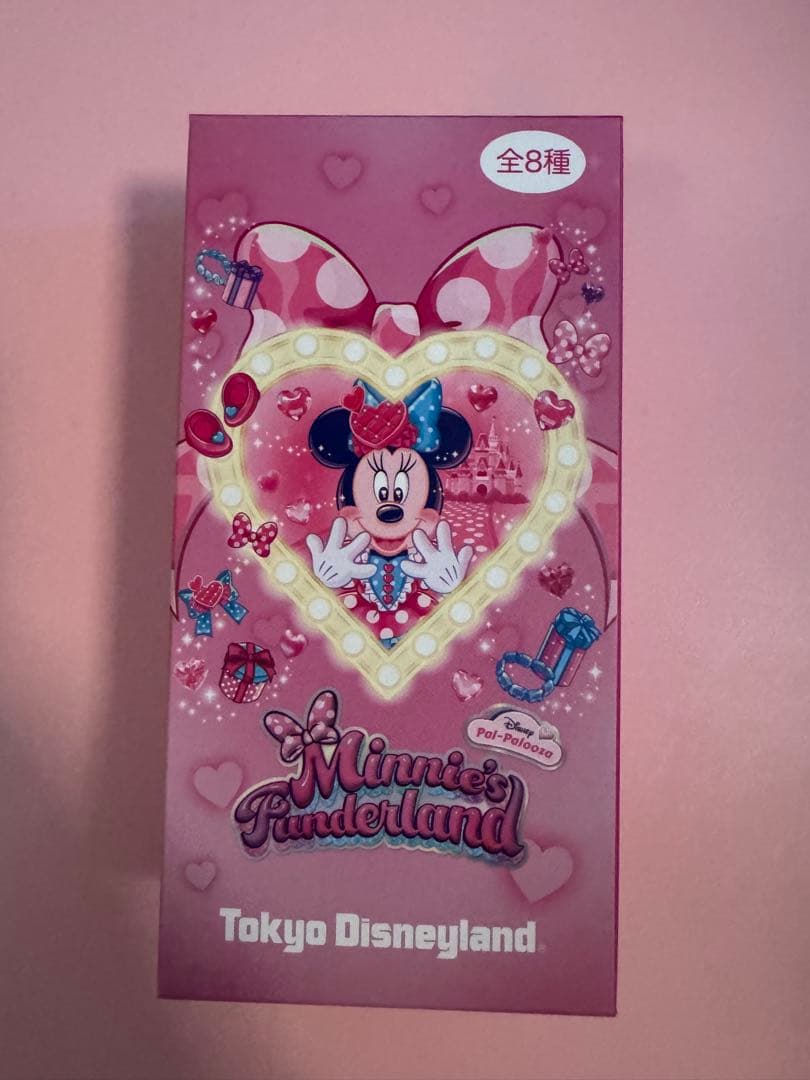 全8種
Disney
Pal-Palooza
Minnie's
Funderland
Tokyo Disneyland